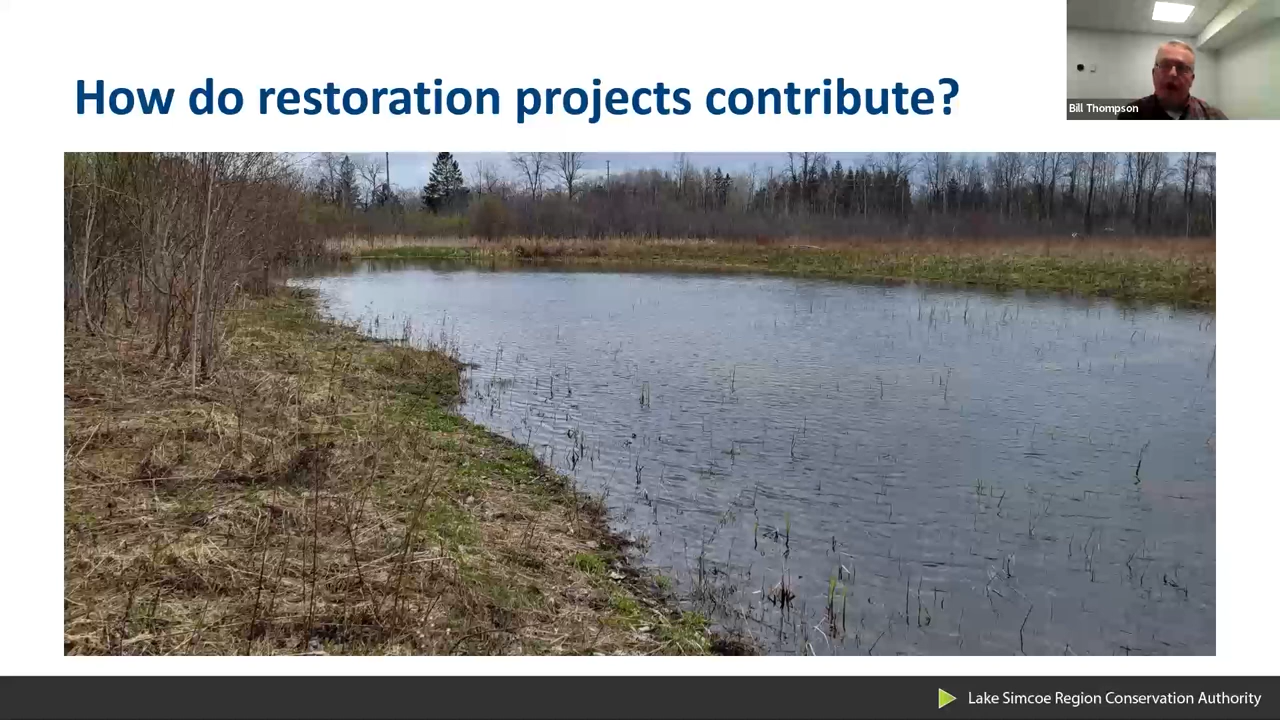 How do restoration projects contribute?
Bill Thompson
Lake Simcoe Region Conservation Authority